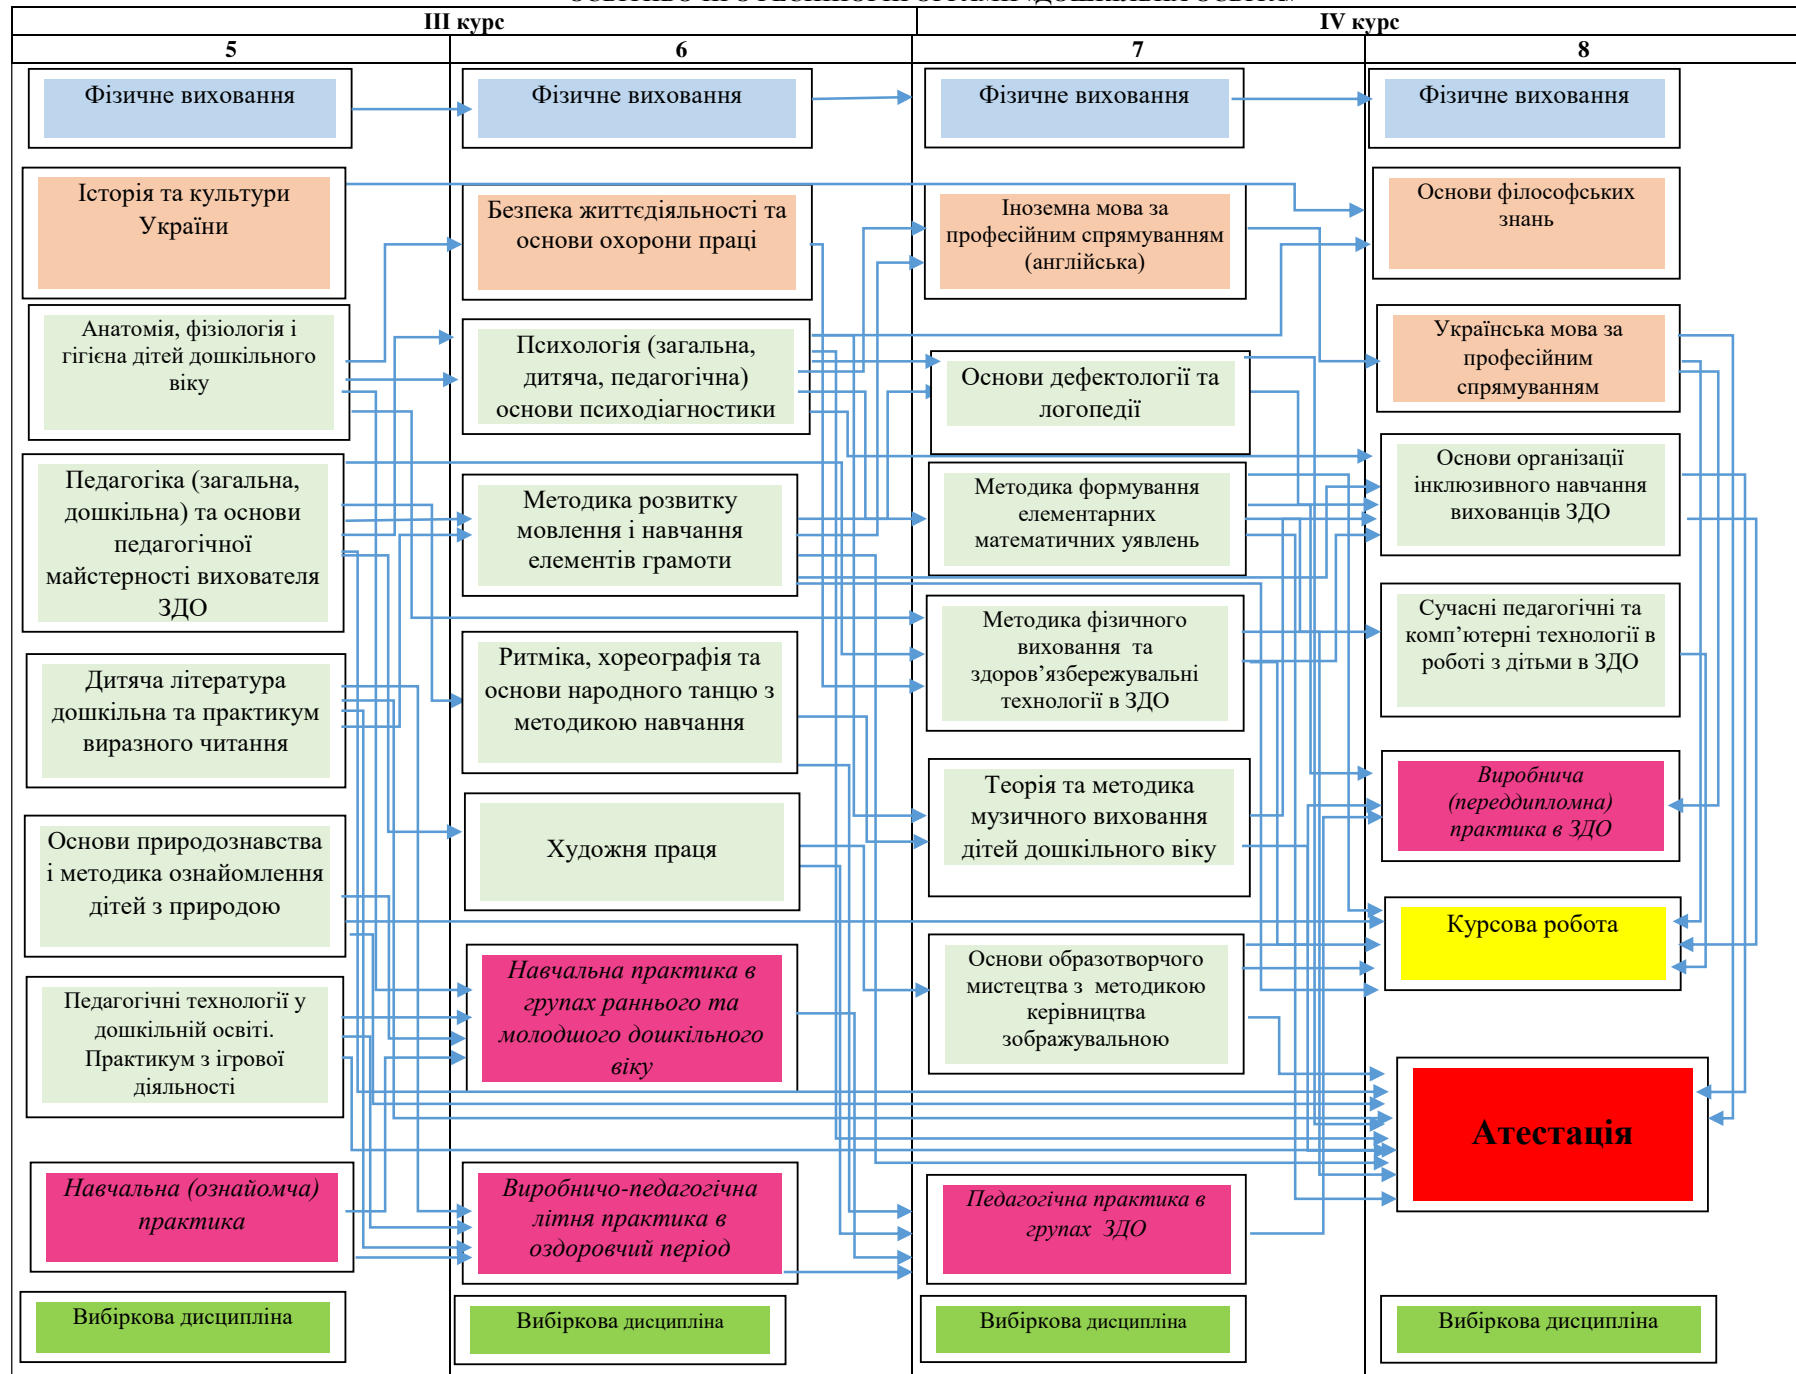 III курс
IV курс
5
6
7
8
Фізичне виховання
Фізичне виховання
Фізичне виховання
Фізичне виховання
Історія та культури
України
Безпека життєдіяльності та
основи охорони праці
Іноземна мова за
професійним спрямуванням
(англійська)
Основи філософських
знань
Анатомія, фізіологія і
гігієна дітей дошкільного
віку
Психологія (загальна,
дитяча, педагогічна)
основи психодіагностики
Основи дефектології та
логопедії
Українська мова за
професійним
спрямуванням
Педагогіка (загальна,
дошкільна) та основи
педагогічної
майстерності вихователя
ЗДО
Методика розвитку
мовлення і навчання
елементів грамоти
Методика формування
елементарних
математичних уявлень
Основи організації
інклюзивного навчання
вихованців ЗДО
Дитяча література
дошкільна та практикум
виразного читання
Ритміка, хореографія та
основи народного танцю з
методикою навчання
Методика фізичного
виховання та
здоров’язбережувальні
технології в ЗДО
Сучасні педагогічні та
комп’ютерні технології в
роботі з дітьми в ЗДО
Основи природознавства
і методика ознайомлення
дітей з природою
Художня праця
Теорія та методика
музичного виховання
дітей дошкільного віку
Виробнича
(переддипломна)
практика в ЗДО
Курсова робота
Педагогічні технології у
дошкільній освіті.
Практикум з ігрової
діяльності
Навчальна практика в
групах раннього та
молодшого дошкільного
віку
Основи образотворчого
мистецтва з методикою
керівництва
зображувальною
Атестація
Навчальна (ознайомча)
практика
Виробничо-педагогічна
літня практика в
оздоровчий період
Педагогічна практика в
групах ЗДО
Вибіркова дисципліна
Вибіркова дисципліна
Вибіркова дисципліна
Вибіркова дисципліна